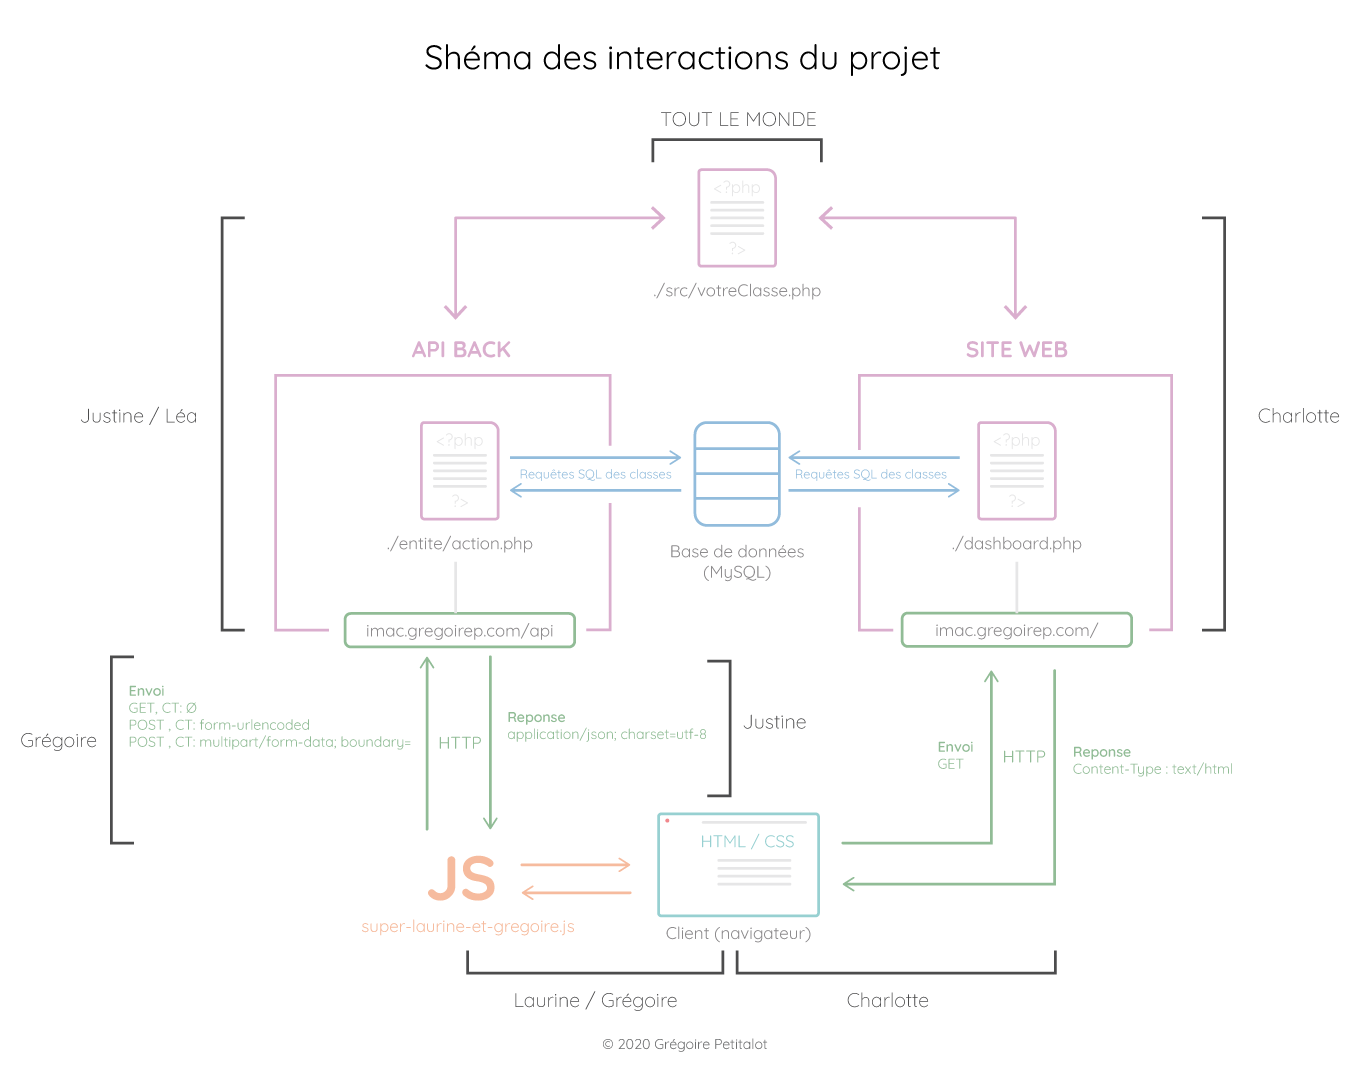 Shéma des interactions du projet
TOUT LE MONDE
<?php
?>
./src/votreClasse.php
API BACK
SITE WEB
Justine / Léa
Charlotte
<?php
?>
./entite/action.php
Requêtes SQL des classes
Requêtes SQL des classes
<?php
?>
./dashboard.php
Base de données
(MySQL)
imac.gregoirep.com/api
imac.gregoirep.com/
Grégoire
Envoi
GET, CT: Ø
POST , CT: form-urlencoded
POST , CT: multipart/form-data; boundary=
HTTP
Reponse
application/json; charset=utf-8
Justine
Envoi
GET
HTTP
Reponse
Content-Type : text/html
JS
super-laurine-et-gregoire.js
HTML / CSS
Client (navigateur)
Laurine / Grégoire
Charlotte
© 2020 Grégoire Petitalot